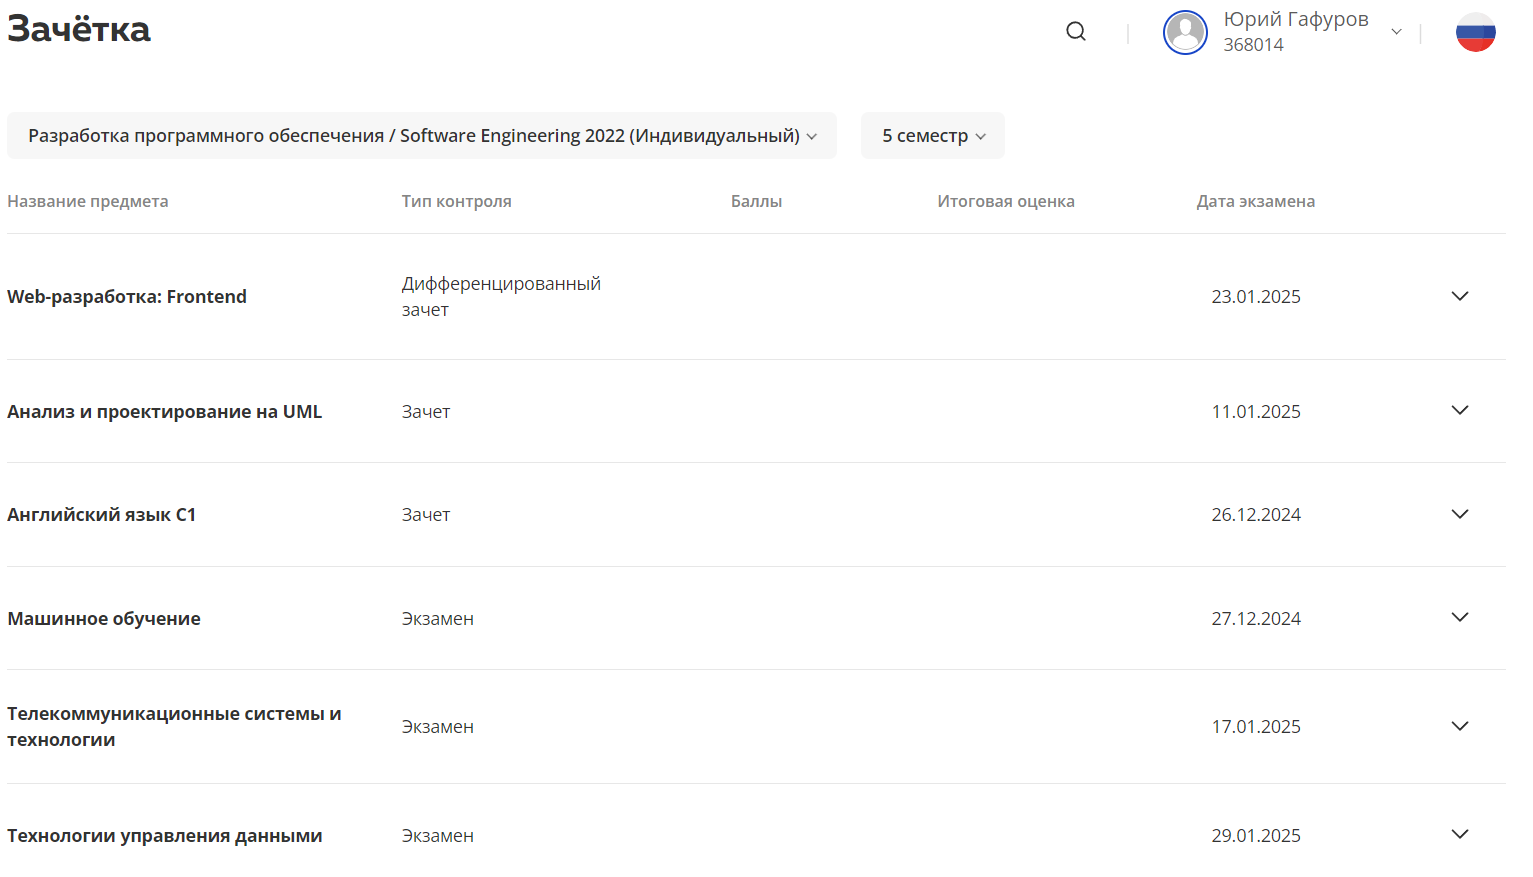 Зачётка
Юрий Гафуров
368014
Разработка программного обеспечения / Software Engineering 2022 (Индивидуальный)
5 семестр
Название предмета Тип контроля Баллы Итоговая оценка Дата экзамена
Web-разработка: Frontend
Дифференцированный
зачет
23.01.2025
Анализ и проектирование на UML Зачет 11.01.2025
Английский язык С1 Зачет 26.12.2024
Машинное обучение Экзамен 27.12.2024
Телекоммуникационные системы и
технологии
Экзамен 17.01.2025
Технологии управления данными Экзамен 29.01.2025